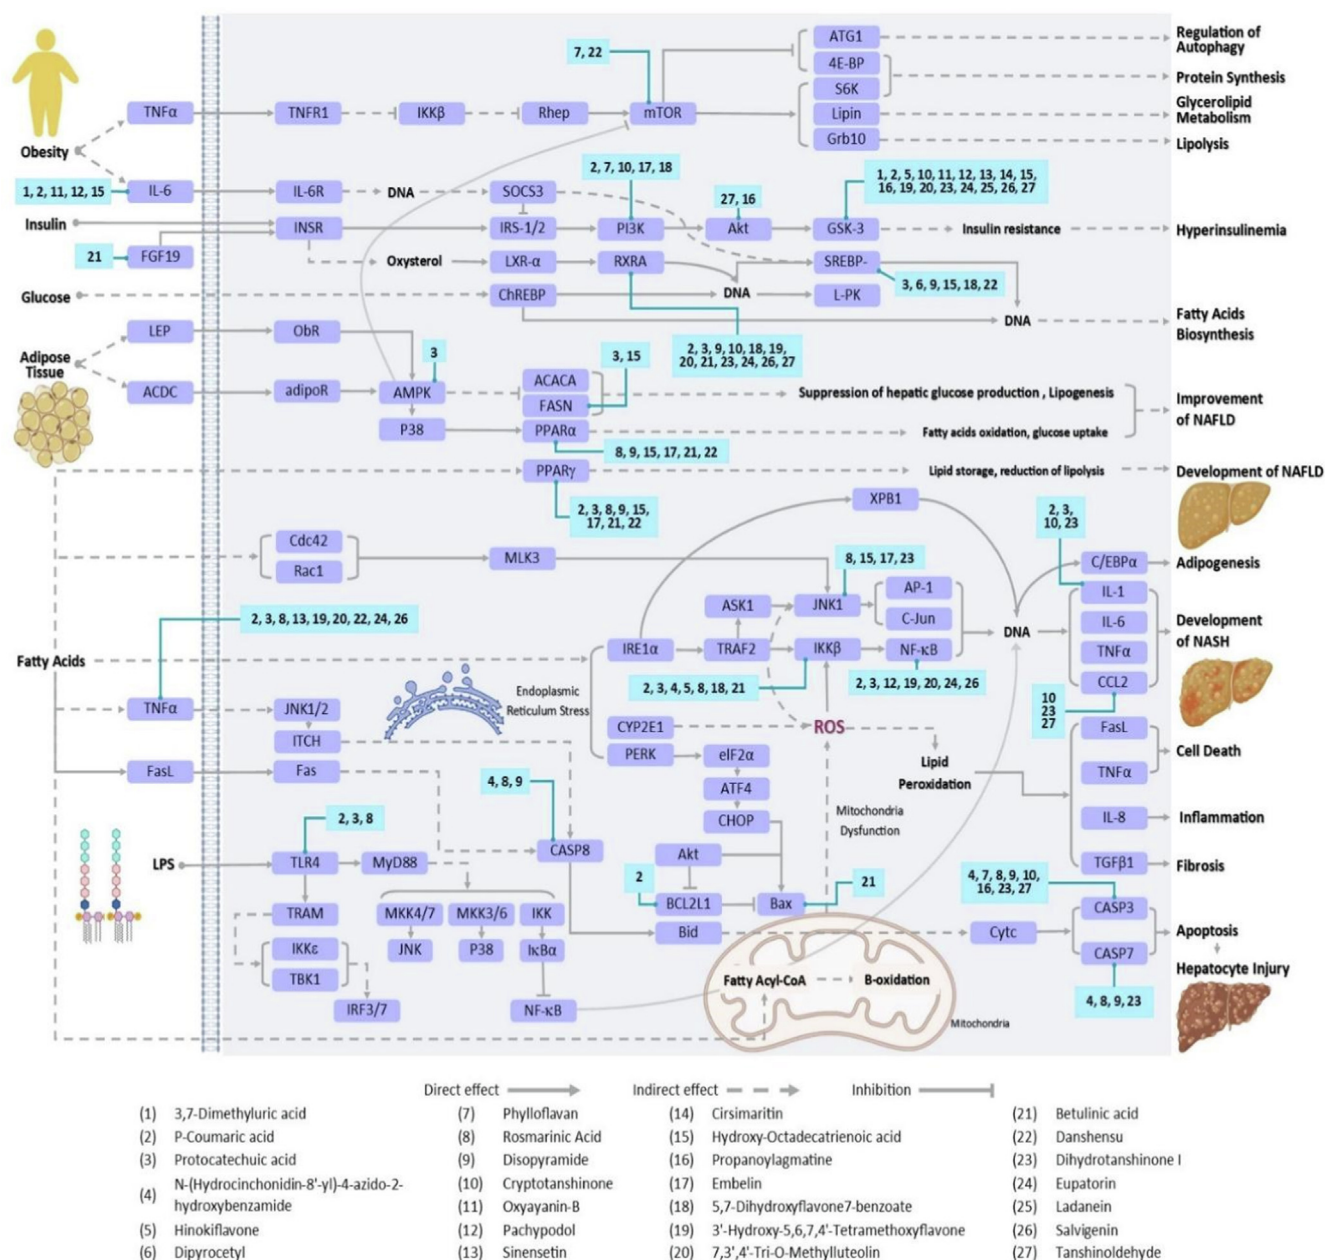 7, 22
ATG1
Regulation of
Autophagy
4E-BP
Protein Synthesis
S6K
TNFα
TNFR1
IKKβ
Rhep
mTOR
Lipin
Glycerolipid
Metabolism
Grb10
Lipolysis
Obesity
1, 2, 11, 12, 15
IL-6
IL-6R
DNA
SOCS3
2, 7, 10, 17, 18
27, 16
1, 2, 5, 10, 11, 12, 13, 14, 15,
16, 19, 20, 23, 24, 25, 26, 27
Insulin
INSR
IRS-1/2
PI3K
Akt
GSK-3
Insulin resistance
Hyperinsulinemia
21
FGF19
Oxysterol
LXR-α
RXRA
SREBP-
3, 6, 9, 15, 18, 22
Glucose
ChREBP
DNA
L-PK
DNA
Fatty Acids
Biosynthesis
LEP
ObR
3
3, 15
2, 3, 9, 10, 18, 19,
20, 21, 23, 24, 26, 27
Adipose
Tissue
ACDC
adipoR
AMPK
ACACA
FASN
Suppression of hepatic glucose production , Lipogenesis
Improvement
of NAFLD
P38
PPARα
Fatty acids oxidation, glucose uptake
8, 9, 15, 17, 21, 22
PPARγ
Lipid storage, reduction of lipolysis
Development of NAFLD
2, 3, 8, 9, 15,
17, 21, 22
XPB1
2, 3,
10, 23
Cdc42
Rac1
MLK3
8, 15, 17, 23
C/EBPα
Adipogenesis
ASK1
JNK1
AP-1
C-Jun
IL-1
2, 3, 8, 13, 19, 20, 22, 24, 26
IL-6
Development
of NASH
Fatty Acids
IRE1α
TRAF2
IKKβ
NF-κB
DNA
TNFα
2, 3, 4, 5, 8, 18, 21
2, 3, 12, 19, 20, 24, 26
CCL2
Endoplasmic
Reticulum Stress
10
23
27
TNFα
JNK1/2
ITCH
CYP2E1
ROS
FasL
Cell Death
PERK
eIF2α
Lipid
Peroxidation
TNFα
FasL
Fas
4, 8, 9
ATF4
2, 3, 8
CHOP
Mitochondria
Dysfunction
IL-8
Inflammation
LPS
TLR4
MyD88
CASP8
Akt
TGFβ1
Fibrosis
2
21
4, 7, 8, 9, 10,
16, 23, 27
TRAM
MKK4/7
MKK3/6
IKK
BCL2L1
Bax
CASP3
JNK
P38
IκBα
Bid
Cytc
Apoptosis
IKKε
TBK1
CASP7
Hepatocyte Injury
Fatty Acyl-CoA
B-oxidation
IRF3/7
NF-κB
Mitochondria
4, 8, 9, 23
Direct effect
Indirect effect
Inhibition
(1) 3,7-Dimethyluric acid
(2) P-Coumaric acid
(3) Protocatechuic acid
(4) N-(Hydrocinchonidin-8'-yl)-4-azido-2-
hydroxybenzamide
(5) Hinokiflavone
(6) Dipyrocetyl
(7) Phylloflavan
(8) Rosmarinic Acid
(9) Disopyramide
(10) Cryptotanshinone
(11) Oxyayanin-B
(12) Pachypodol
(13) Sinensetin
(14) Cirsimaritin
(15) Hydroxy-Octadecatrienoic acid
(16) Propanoylagmatine
(17) Embelin
(18) 5,7-Dihydroxyflavone7-benzoate
(19) 3'-Hydroxy-5,6,7,4'-Tetramethoxyflavone
(20) 7,3',4'-Tri-O-Methylluteolin
(21) Betulinic acid
(22) Danshensu
(23) Dihydrotanshinone I
(24) Eupatorin
(25) Ladanein
(26) Salvigenin
(27) Tanshinoldehyde